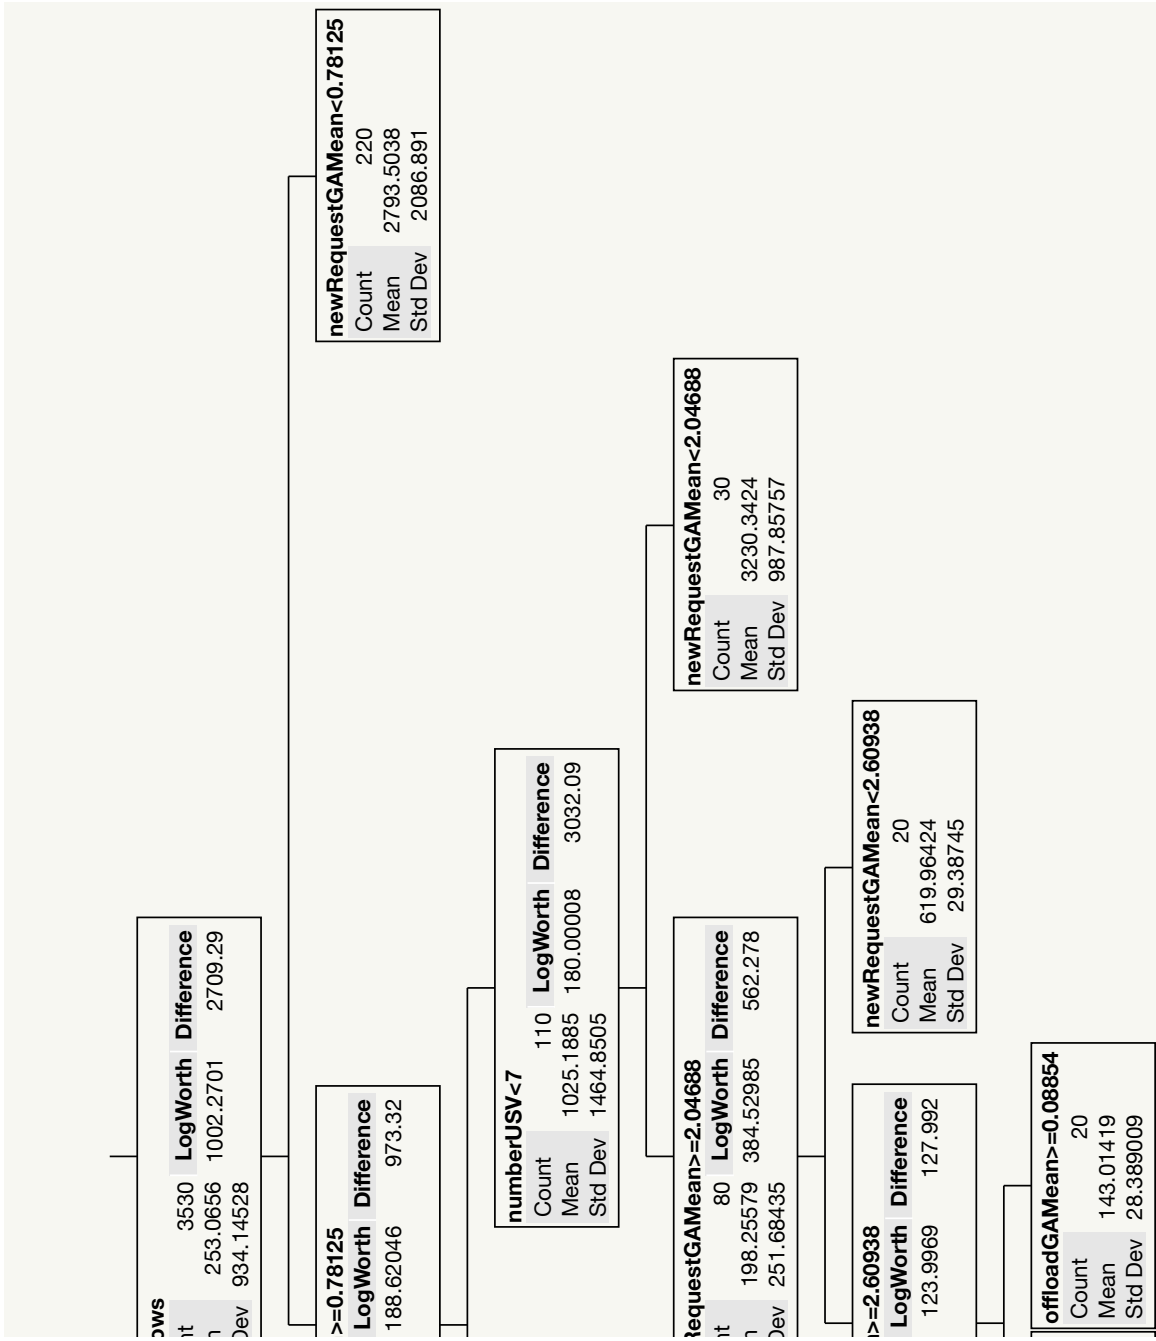 3530 LogWorth Difference
253.0656 1002.2701 2709.29
934.14528
>=0.78125
LogWorth Difference
188.62046 973.32
newRequestGAMean<0.78125
Count 220
Mean 2793.5038
Std Dev 2086.891
numberUSV<7
Count 110 LogWorth Difference
Mean 1025.1885 180.00008 3032.09
Std Dev 1464.8505
RequestGAMean>=2.04688
80 LogWorth Difference
198.25579 384.52985 562.278
251.68435
newRequestGAMean<2.04688
Count 30
Mean 3230.3424
Std Dev 987.85757
>=2.60938
LogWorth Difference
123.9969 127.992
newRequestGAMean<2.60938
Count 20
Mean 619.96424
Std Dev 29.38745
offloadGAMean>=0.08854
Count 20
Mean 143.01419
Std Dev 28.389009